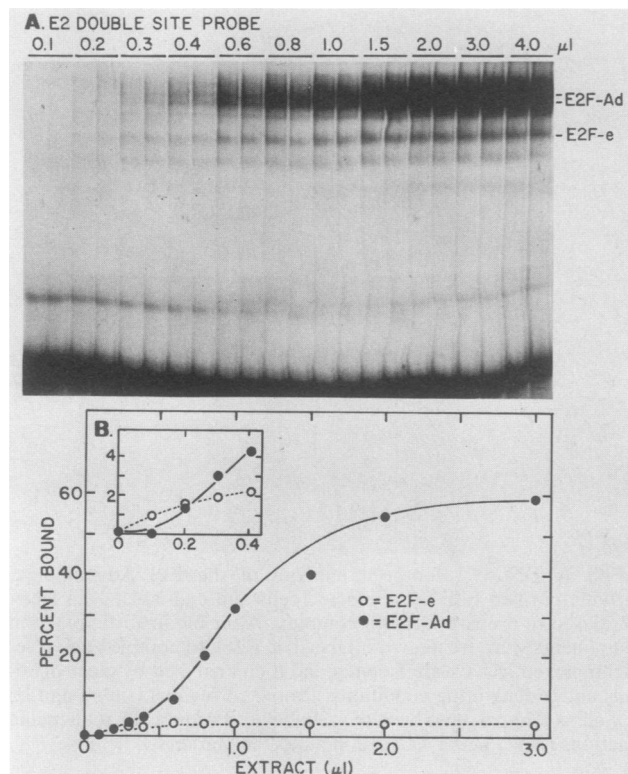 A. E2 DOUBLE SITE PROBE
0.1 0.2 0.3 0.4 0.6 0.8 1.0 1.5 2.0 3.0 4.0 μl
E2F-Ad
E2F-e
B.
4
2
0
0 0.2 0.4
60
40
20
PERCENT BOUND
○ = E2F-e
● = E2F-Ad
0.0 1.0 2.0 3.0
EXTRACT (μl)